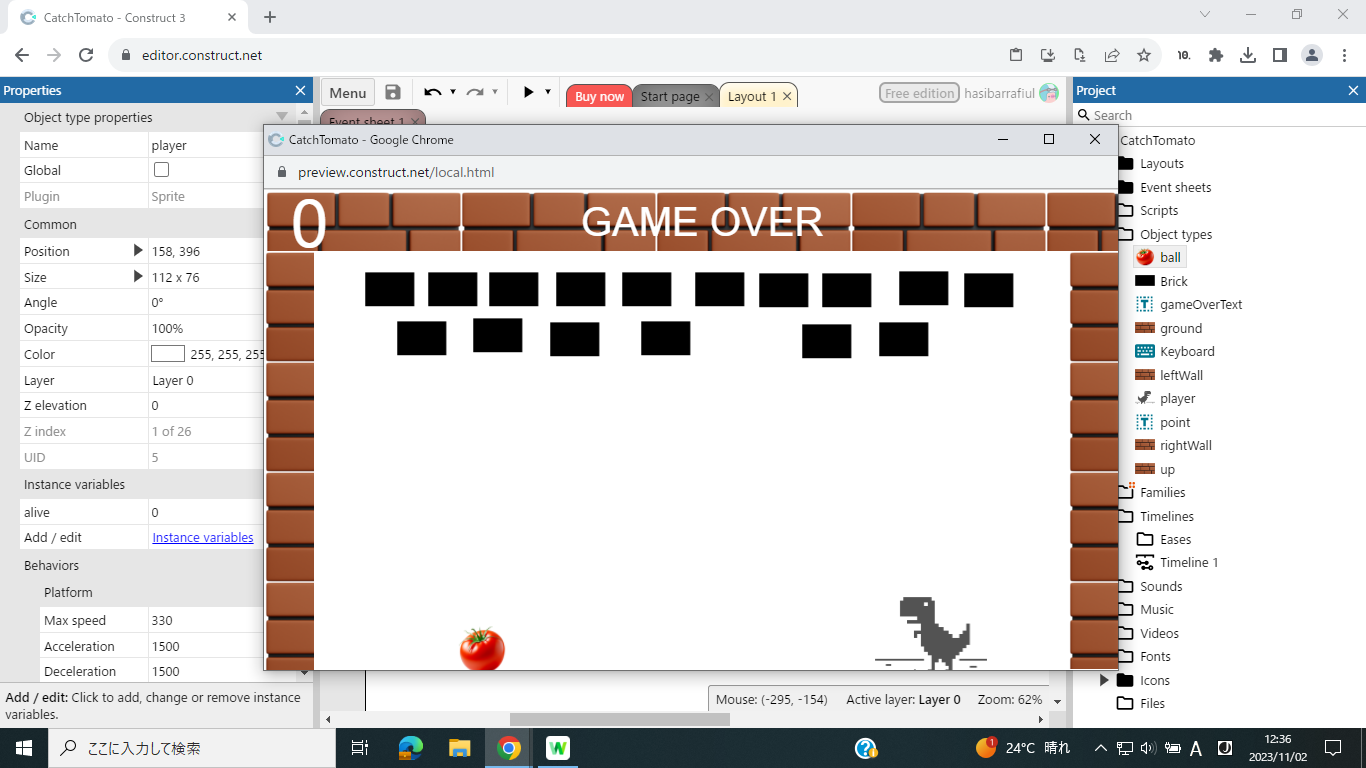 CatchTomato - Construct 3
editor.construct.net
10.
Properties
Menu
Buy now
Start page
Layout 1
Free edition
hasibarrafiul
Project
Event sheet 1
Search
Object type properties
Name player
Global
Plugin Sprite
Common
Position 158, 396
Size 112 x 76
Angle 0°
Opacity 100%
Color 255, 255, 255
Layer Layer 0
Z elevation 0
Z index 1 of 26
UID 5
Instance variables
alive 0
Add / edit Instance variables
Behaviors
Platform
Max speed 330
Acceleration 1500
Deceleration 1500
Add / edit: Click to add, change or remove instance
variables.
CatchTomato - Google Chrome
preview.construct.net/local.html
0
GAME OVER
CatchTomato
Layouts
Event sheets
Scripts
Object types
ball
Brick
gameOverText
ground
Keyboard
leftWall
player
point
rightWall
up
Families
Timelines
Eases
Timeline 1
Sounds
Music
Videos
Fonts
Icons
Files
Mouse: (-295, -154) Active layer: Layer 0 Zoom: 62%
ここに入力して検索
1
24°C 晴れ
A
12:36
2023/11/02